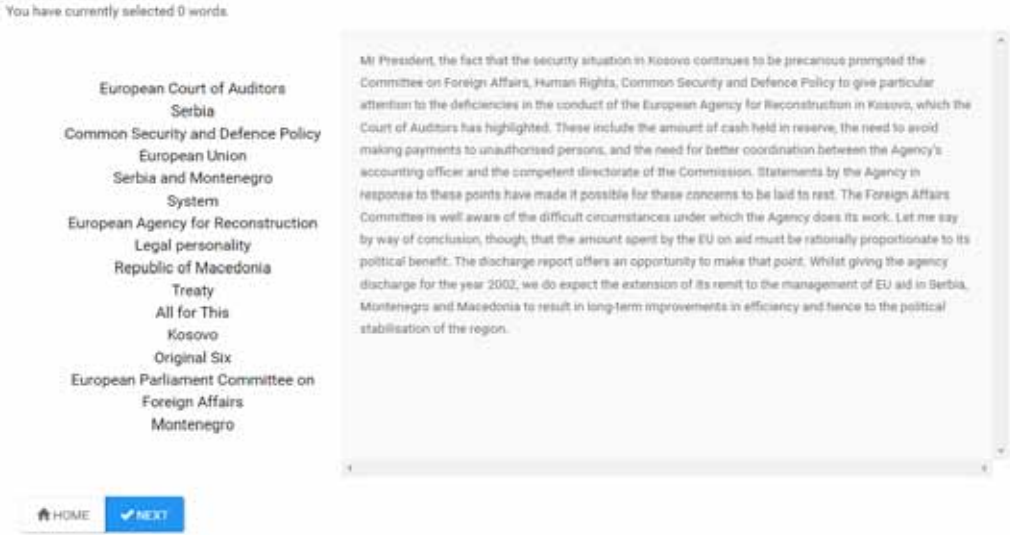 You have currently selected 0 words.
European Court of Auditors
Serbia
Common Security and Defence Policy
European Union
Serbia and Montenegro
System
European Agency for Reconstruction
Legal personality
Republic of Macedonia
Treaty
All for This
Kosovo
Original Six
European Parliament Committee on
Foreign Affairs
Montenegro
Mr President, the fact that the security situation in Kosovo continues to be precarious prompted the
Committee on Foreign Affairs, Human Rights, Common Security and Defence Policy to give particular
attention to the deficiencies in the conduct of the European Agency for Reconstruction in Kosovo, which the
Court of Auditors has highlighted. These include the amount of cash held in reserve, the need to avoid
making payments to unauthorised persons, and the need for better coordination between the Agency's
accounting officer and the competent directorate of the Commission. Statements by the Agency in
response to these points have made it possible for these concerns to be laid to rest. The Foreign Affairs
Committee is well aware of the difficult circumstances under which the Agency does its work. Let me say
by way of conclusion, though, that the amount spent by the EU on aid must be rationally proportionate to its
political benefit. The discharge report offers an opportunity to make that point. Whilst giving the agency
discharge for the year 2002, we do expect the extension of its remit to the management of EU aid in Serbia,
Montenegro and Macedonia to result in long-term improvements in efficiency and hence to the political
stabilisation of the region.
HOME
NEXT